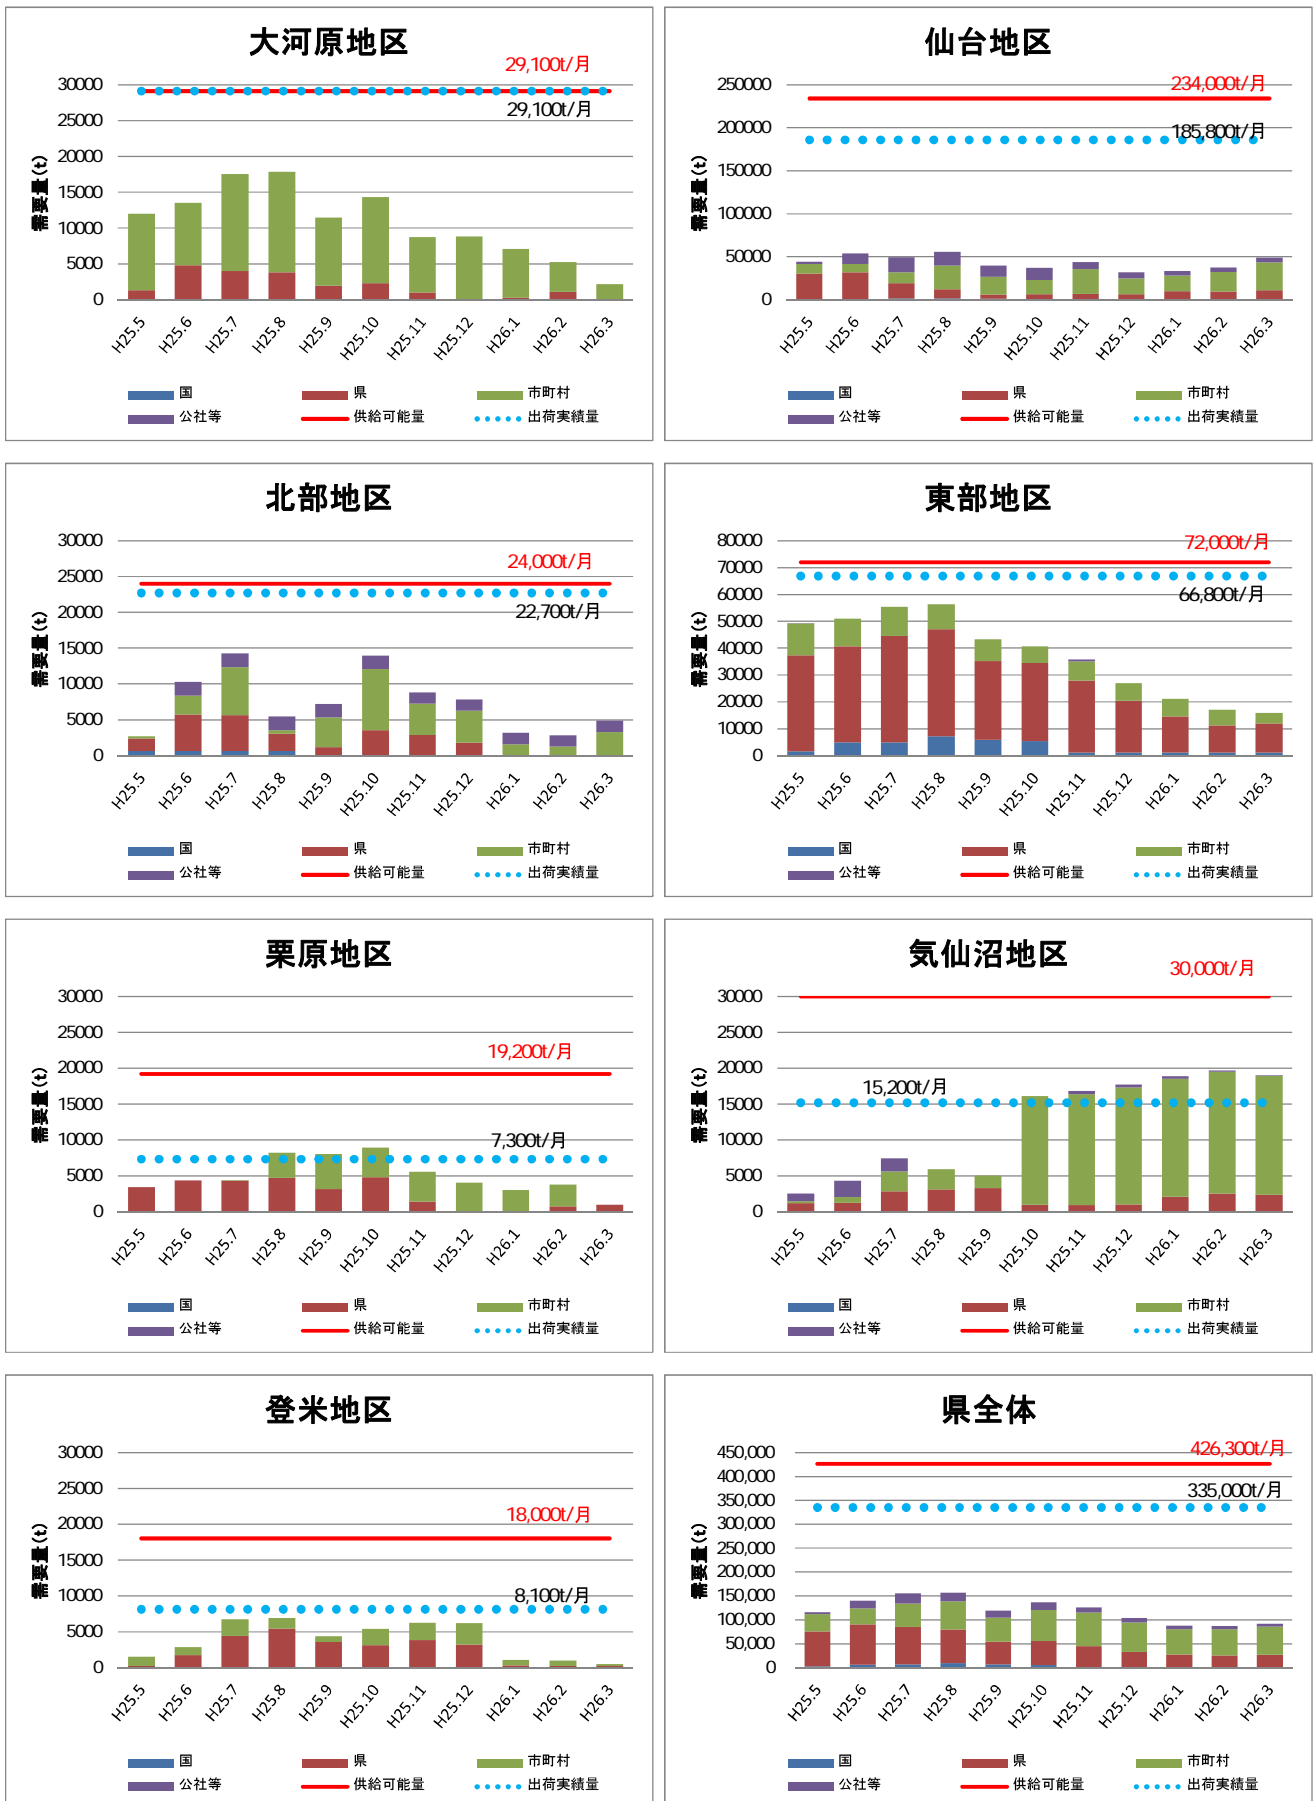 大河原地区
29,100t/月
29,100t/月
需要量(t)
30000
25000
20000
15000
10000
5000
0
H25.5 H25.6 H25.7 H25.8 H25.9 H25.10 H25.11 H25.12 H26.1 H26.2 H26.3
国 県 市町村
公社等 供給可能量 出荷実績量
仙台地区
234,000t/月
185,800t/月
需要量(t)
250000
200000
150000
100000
50000
0
H25.5 H25.6 H25.7 H25.8 H25.9 H25.10 H25.11 H25.12 H26.1 H26.2 H26.3
国 県 市町村
公社等 供給可能量 出荷実績量
北部地区
24,000t/月
22,700t/月
需要量(t)
30000
25000
20000
15000
10000
5000
0
H25.5 H25.6 H25.7 H25.8 H25.9 H25.10 H25.11 H25.12 H26.1 H26.2 H26.3
国 県 市町村
公社等 供給可能量 出荷実績量
東部地区
72,000t/月
66,800t/月
需要量(t)
80000
70000
60000
50000
40000
30000
20000
10000
0
H25.5 H25.6 H25.7 H25.8 H25.9 H25.10 H25.11 H25.12 H26.1 H26.2 H26.3
国 県 市町村
公社等 供給可能量 出荷実績量
栗原地区
19,200t/月
7,300t/月
需要量(t)
30000
25000
20000
15000
10000
5000
0
H25.5 H25.6 H25.7 H25.8 H25.9 H25.10 H25.11 H25.12 H26.1 H26.2 H26.3
国 県 市町村
公社等 供給可能量 出荷実績量
気仙沼地区
30,000t/月
15,200t/月
需要量(t)
30000
25000
20000
15000
10000
5000
0
H25.5 H25.6 H25.7 H25.8 H25.9 H25.10 H25.11 H25.12 H26.1 H26.2 H26.3
国 県 市町村
公社等 供給可能量 出荷実績量
登米地区
18,000t/月
8,100t/月
需要量(t)
30000
25000
20000
15000
10000
5000
0
H25.5 H25.6 H25.7 H25.8 H25.9 H25.10 H25.11 H25.12 H26.1 H26.2 H26.3
国 県 市町村
公社等 供給可能量 出荷実績量
県全体
426,300t/月
335,000t/月
需要量(t)
450,000
400,000
350,000
300,000
250,000
200,000
150,000
100,000
50,000
0
H25.5 H25.6 H25.7 H25.8 H25.9 H25.10 H25.11 H25.12 H26.1 H26.2 H26.3
国 県 市町村
公社等 供給可能量 出荷実績量